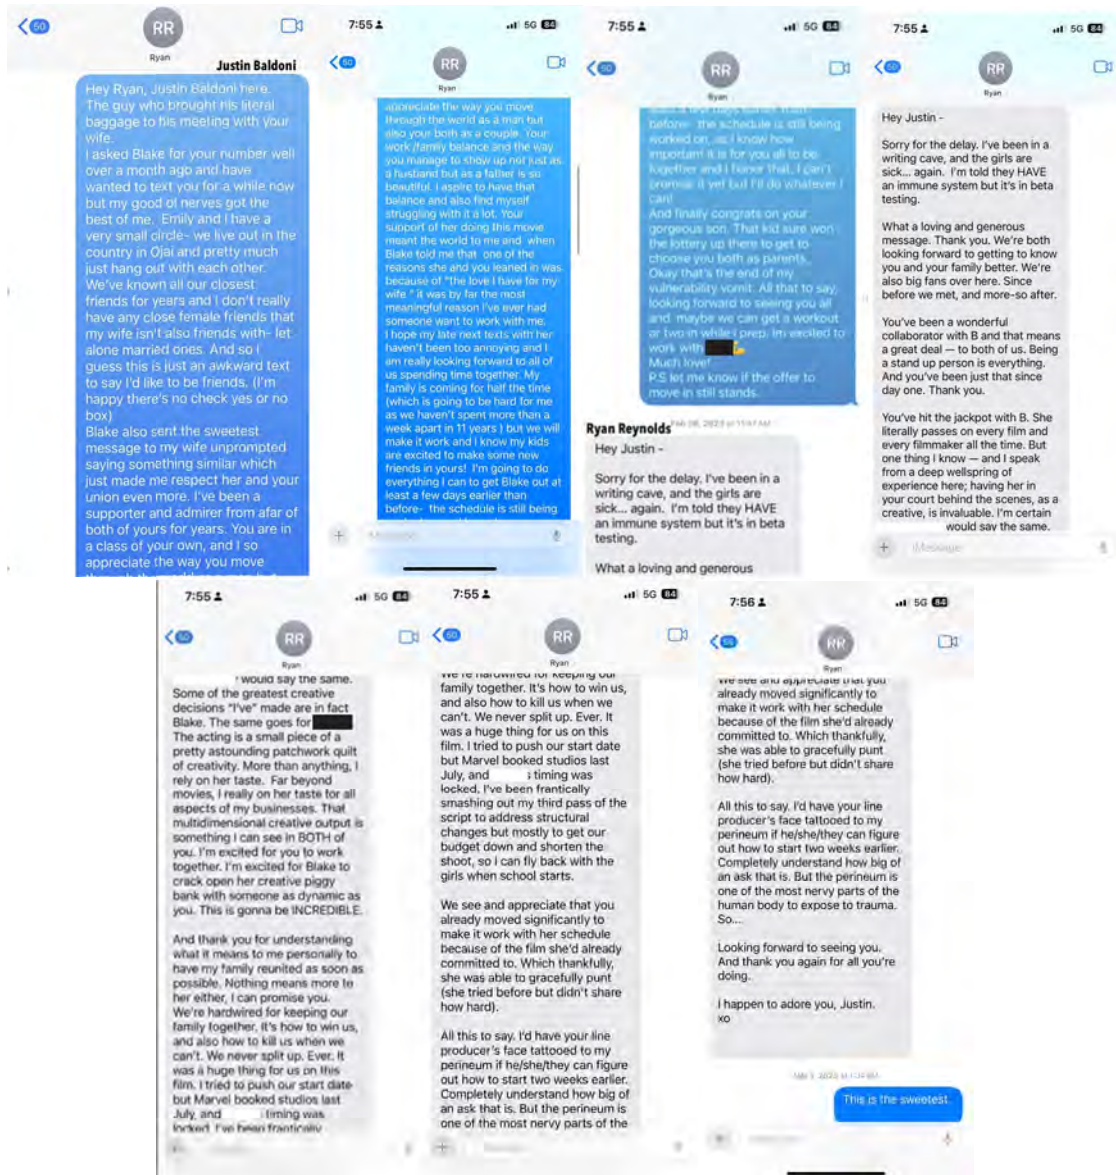 50
RR
Ryan
Justin Baldoni
Hey Ryan, Justin Baldoni here.
The guy who brought his literal
baggage to his meeting with your
wife.
I asked Blake for your number well
over a month ago and have
wanted to text you for a while now
but my good ol nerves got the
best of me. Emily and I have a
very small circle- we live out in the
country in Ojai and pretty much
just hang out with each other.
We've known all our closest
friends for years and I don't really
have any close female friends that
my wife isn't also friends with- let
alone married ones. And so I
guess this is just an awkward text
to say I'd like to be friends. (I'm
happy there's no check yes or no
box)
Blake also sent the sweetest
message to my wife unprompted
saying something similar which
just made me respect her and your
union even more. I've been a
supporter and admirer from afar of
both of yours for years. You are in
a class of your own, and I so
appreciate the way you move
7:55
5G 84
50
RR
Ryan
appreciate the way you move
through the world as a man but
also your both as a couple. Your
work /family balance and the way
you manage to show up not just as
a husband but as a father is so
beautiful. I aspire to have that
balance and also find myself
struggling with it a lot. Your
support of her doing this movie
meant the world to me and when
Blake told me that one of the
reasons she and you leaned in was
because of "the love I have for my
wife " it was by far the most
meaningful reason I've ever had
someone want to work with me.
I hope my late next texts with her
haven't been too annoying and I
am really looking forward to all of
us spending time together. My
family is coming for half the time
(which is going to be hard for me
as we haven't spent more than a
week apart in 11 years ) but we will
make it work and I know my kids
are excited to make some new
friends in yours! I'm going to do
everything I can to get Blake out at
least a few days earlier than
before- the schedule is still being
iMessage
7:55
5G 84
50
RR
Ryan
before- the schedule is still being
worked on, as I know how
important it is for you all to be
together and I honor that. I can't
promise it yet but I'll do whatever I
can!
And finally congrats on your
gorgeous son. That kid sure won
the lottery up there to get to
choose you both as parents.
Okay that's the end of my
vulnerability vomit. All that to say,
looking forward to seeing you all
and maybe we can get a workout
or two in while I prep. Im excited to
work with
Much love!
P.S let me know if the offer to
move in still stands.
Ryan Reynolds
Hey Justin -
Sorry for the delay. I've been in a
writing cave, and the girls are
sick... again. I'm told they HAVE
an immune system but it's in beta
testing.
What a loving and generous
7:55
5G 84
50
RR
Ryan
Hey Justin -
Sorry for the delay. I've been in a
writing cave, and the girls are
sick... again. I'm told they HAVE
an immune system but it's in beta
testing.
What a loving and generous
message. Thank you. We're both
looking forward to getting to know
you and your family better. We're
also big fans over here. Since
before we met, and more-so after.
You've been a wonderful
collaborator with B and that means
a great deal — to both of us. Being
a stand up person is everything.
And you've been just that since
day one. Thank you.
You've hit the jackpot with B. She
literally passes on every film and
every filmmaker all the time. But
one thing I know — and I speak
from a deep wellspring of
experience here; having her in
your court behind the scenes, as a
creative, is invaluable. I'm certain
would say the same.
iMessage
7:55
5G 84
50
RR
Ryan
would say the same.
Some of the greatest creative
decisions "I've" made are in fact
Blake. The same goes for
The acting is a small piece of a
pretty astounding patchwork quilt
of creativity. More than anything, I
rely on her taste. Far beyond
movies, I really on her taste for all
aspects of my businesses. That
multidimensional creative output is
something I can see in BOTH of
you. I'm excited for you to work
together. I'm excited for Blake to
crack open her creative piggy
bank with someone as dynamic as
you. This is gonna be INCREDIBLE.
And thank you for understanding
what it means to me personally to
have my family reunited as soon as
possible. Nothing means more to
her either, I can promise you.
We're hardwired for keeping our
family together. It's how to win us,
and also how to kill us when we
can't. We never split up. Ever. It
was a huge thing for us on this
film. I tried to push our start date
but Marvel booked studios last
July, and timing was
locked. I've been frantically
7:55
5G 84
50
RR
Ryan
We're hardwired for keeping our
family together. It's how to win us,
and also how to kill us when we
can't. We never split up. Ever. It
was a huge thing for us on this
film. I tried to push our start date
but Marvel booked studios last
July, and timing was
locked. I've been frantically
smashing out my third pass of the
script to address structural
changes but mostly to get our
budget down and shorten the
shoot, so I can fly back with the
girls when school starts.
We see and appreciate that you
already moved significantly to
make it work with her schedule
because of the film she'd already
committed to. Which thankfully,
she was able to gracefully punt
(she tried before but didn't share
how hard).
All this to say. I'd have your line
producer's face tattooed to my
perineum if he/she/they can figure
out how to start two weeks earlier.
Completely understand how big of
an ask that is. But the perineum is
one of the most nervy parts of the
7:56
5G 84
50
RR
Ryan
We see and appreciate that you
already moved significantly to
make it work with her schedule
because of the film she'd already
committed to. Which thankfully,
she was able to gracefully punt
(she tried before but didn't share
how hard).
All this to say. I'd have your line
producer's face tattooed to my
perineum if he/she/they can figure
out how to start two weeks earlier.
Completely understand how big of
an ask that is. But the perineum is
one of the most nervy parts of the
human body to expose to trauma.
So...
Looking forward to seeing you.
And thank you again for all you're
doing.
I happen to adore you, Justin.
xo
This is the sweetest.